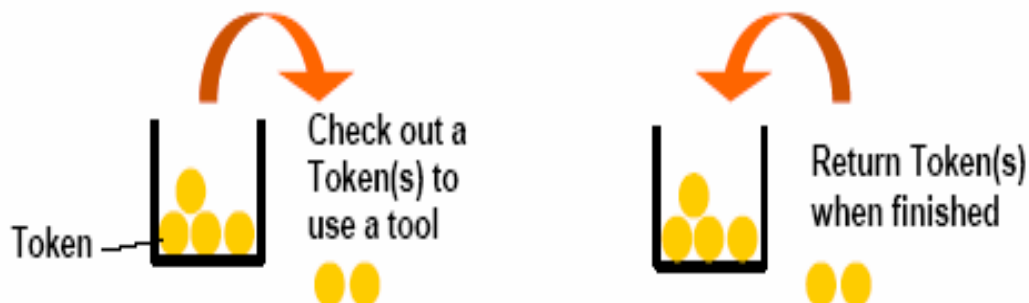 Check out a
Token(s) to
use a tool
Token
Return Token(s)
when finished